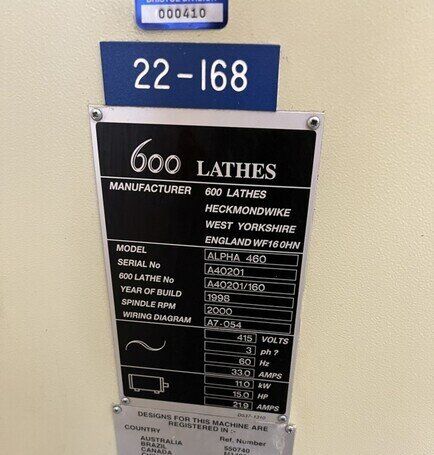 BRISTOL DIVISION
000410
22-168
600 LATHES
MANUFACTURER 600 LATHES
HECKMONDWIKE
WEST YORKSHIRE
ENGLAND WF16 0HN
MODEL ALPHA 460
SERIAL No A40201
600 LATHE No A40201/160
YEAR OF BUILD 1998
SPINDLE RPM 2000
WIRING DIAGRAM A7-054
415 VOLTS
3 ph ?
60 Hz
33.0 AMPS
11.0 kW
15.0 HP
21.9 AMPS
DESIGNS FOR THIS MACHINE ARE
REGISTERED IN :-
COUNTRY Ref. Number
AUSTRALIA 550740
BRAZIL
CANADA